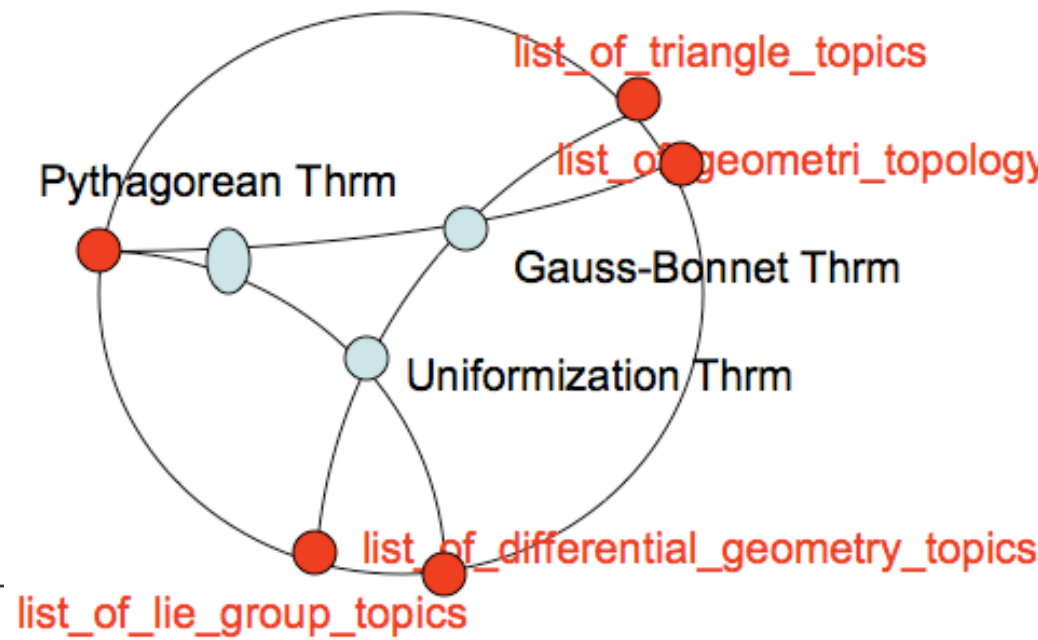 list_of_triangle_topics
list_of_geometri_topology
Pythagorean Thrm
Gauss-Bonnet Thrm
Uniformization Thrm
list_of_differential_geometry_topics
list_of_lie_group_topics